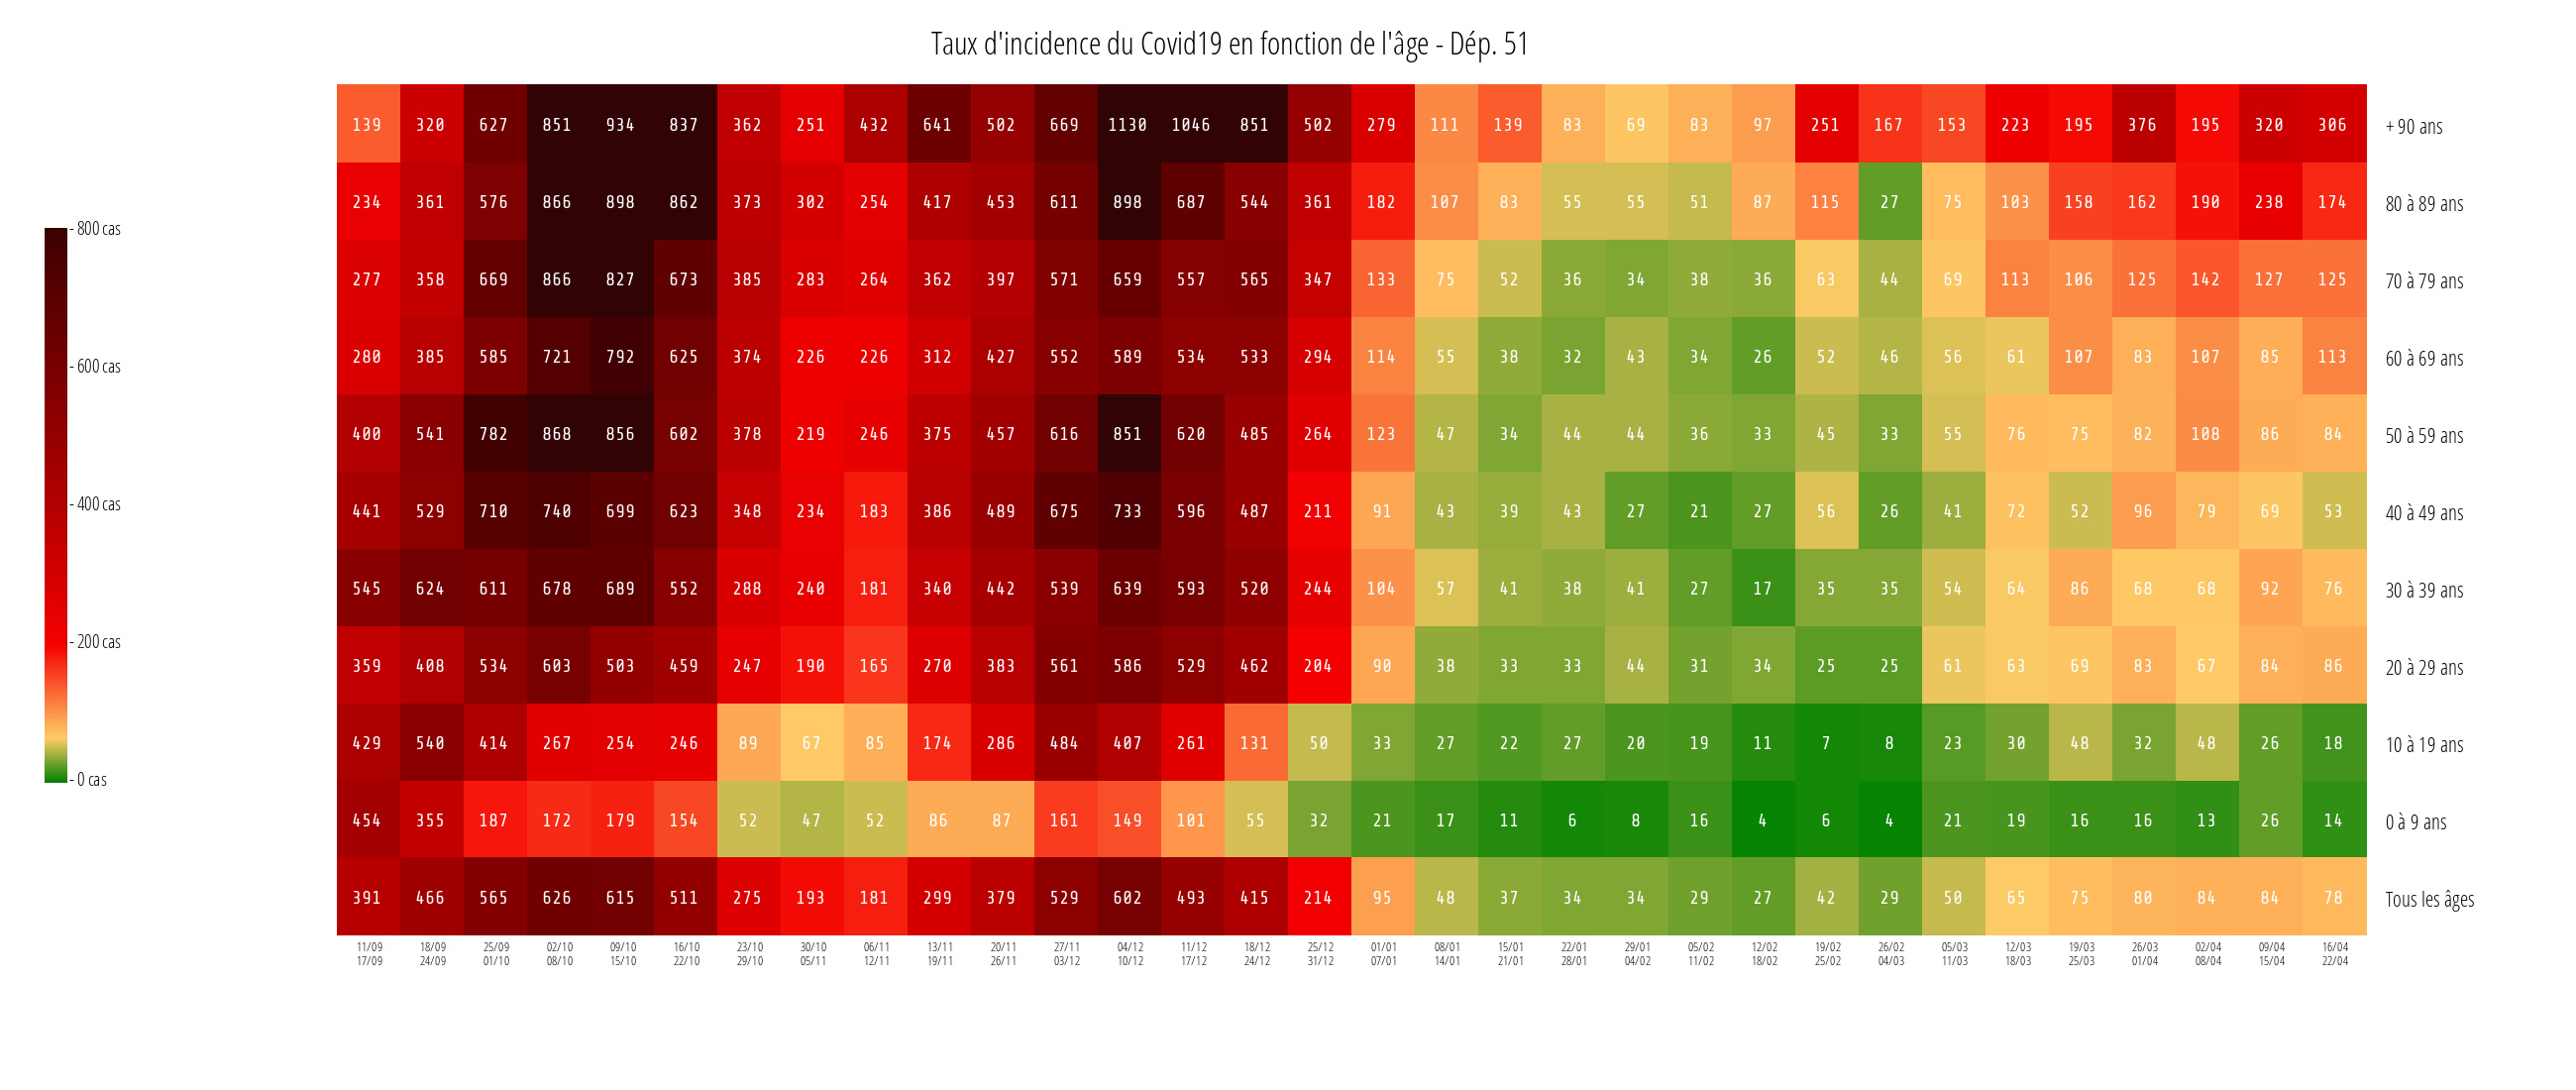 Taux d'incidence du Covid19 en fonction de l'âge - Dép. 51
- 800 cas
- 600 cas
- 400 cas
- 200 cas
- 0 cas
139 320 627 851 934 837 362 251 432 641 502 669 1130 1046 851 502 279 111 139 83 69 83 97 251 167 153 223 195 376 195 320 306 + 90 ans
234 361 576 866 898 862 373 302 254 417 453 611 898 687 544 361 182 107 83 55 55 51 87 115 27 75 103 158 162 190 238 174 80 à 89 ans
277 358 669 866 827 673 385 283 264 362 397 571 659 557 565 347 133 75 52 36 34 38 36 63 44 69 113 106 125 142 127 125 70 à 79 ans
280 385 585 721 792 625 374 226 226 312 427 552 589 534 533 294 114 55 38 32 43 34 26 52 46 56 61 107 83 107 85 113 60 à 69 ans
400 541 782 868 856 602 378 219 246 375 457 616 851 620 485 264 123 47 34 44 44 36 33 45 33 55 76 75 82 108 86 84 50 à 59 ans
441 529 710 740 699 623 348 234 183 386 489 675 733 596 487 211 91 43 39 43 27 21 27 56 26 41 72 52 96 79 69 53 40 à 49 ans
545 624 611 678 689 552 288 240 181 340 442 539 639 593 520 244 104 57 41 38 41 27 17 35 35 54 64 86 68 68 92 76 30 à 39 ans
359 408 534 603 503 459 247 190 165 270 383 561 586 529 462 204 90 38 33 33 44 31 34 25 25 61 63 69 83 67 84 86 20 à 29 ans
429 540 414 267 254 246 89 67 85 174 286 484 407 261 131 50 33 27 22 27 20 19 11 7 8 23 30 48 32 48 26 18 10 à 19 ans
454 355 187 172 179 154 52 47 52 86 87 161 149 101 55 32 21 17 11 6 8 16 4 6 4 21 19 16 16 13 26 14 0 à 9 ans
391 466 565 626 615 511 275 193 181 299 379 529 602 493 415 214 95 48 37 34 34 29 27 42 29 50 65 75 80 84 84 78 Tous les âges
11/09 18/09 25/09 02/10 09/10 16/10 23/10 30/10 06/11 13/11 20/11 27/11 04/12 11/12 18/12 25/12 01/01 08/01 15/01 22/01 29/01 05/02 12/02 19/02 26/02 05/03 12/03 19/03 26/03 02/04 09/04 16/04
17/09 24/09 01/10 08/10 15/10 22/10 29/10 05/11 12/11 19/11 26/11 03/12 10/12 17/12 24/12 31/12 07/01 14/01 21/01 28/01 04/02 11/02 18/02 25/02 04/03 11/03 18/03 25/03 01/04 08/04 15/04 22/04